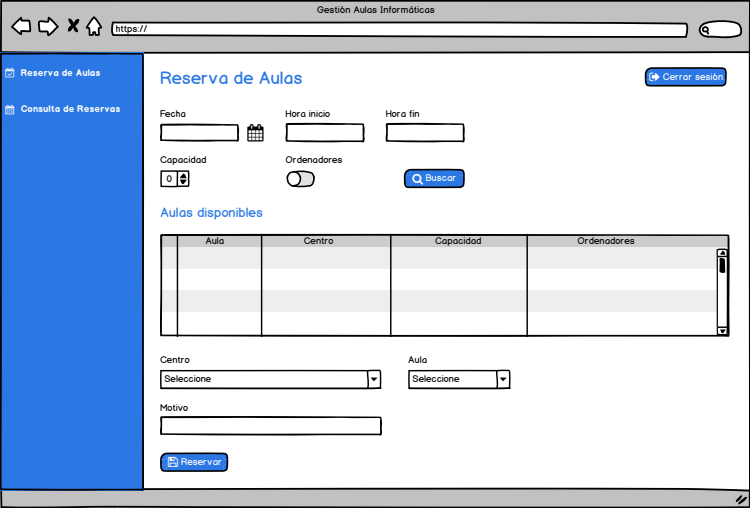 Gestión Aulas Informáticas
https://
Reserva de Aulas
Consulta de Reservas
Reserva de Aulas
Cerrar sesión
Fecha
Hora inicio
Hora fin
Capacidad
Ordenadores
0
Buscar
Aulas disponibles
Aula Centro Capacidad Ordenadores
Centro
Aula
Seleccione
Seleccione
Motivo
Reservar